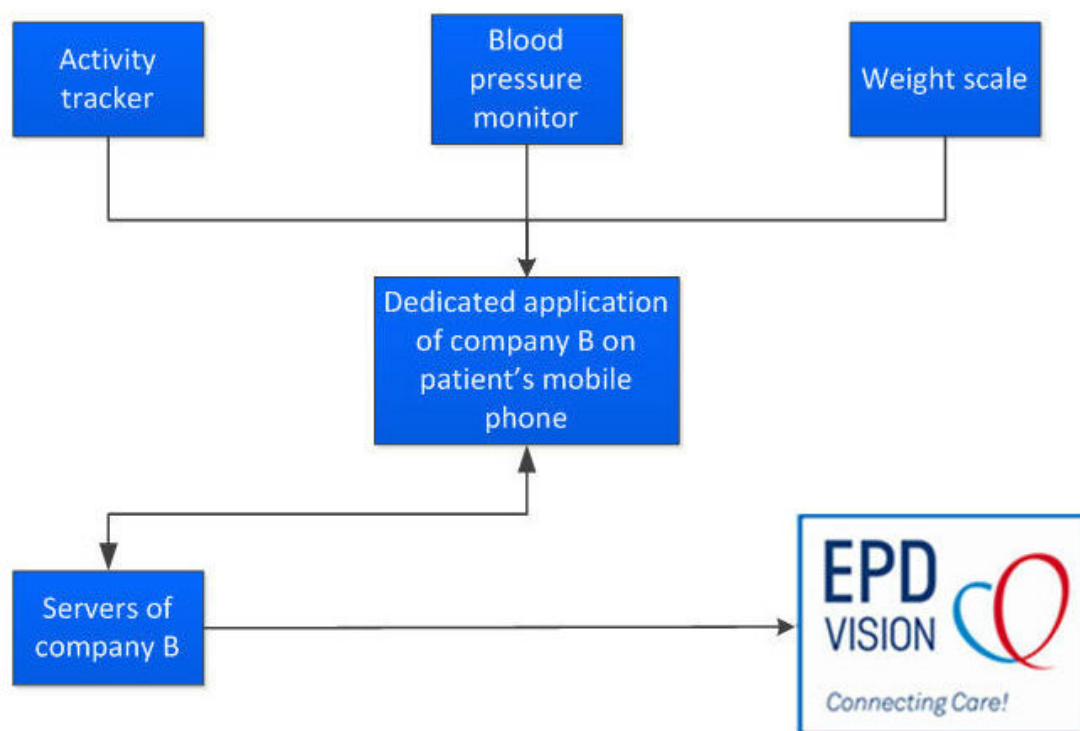 Activity
tracker
Blood
pressure
monitor
Weight scale
Dedicated application
of company B on
patient’s mobile
phone
Servers of
company B
EPD
VISION
Connecting Care!